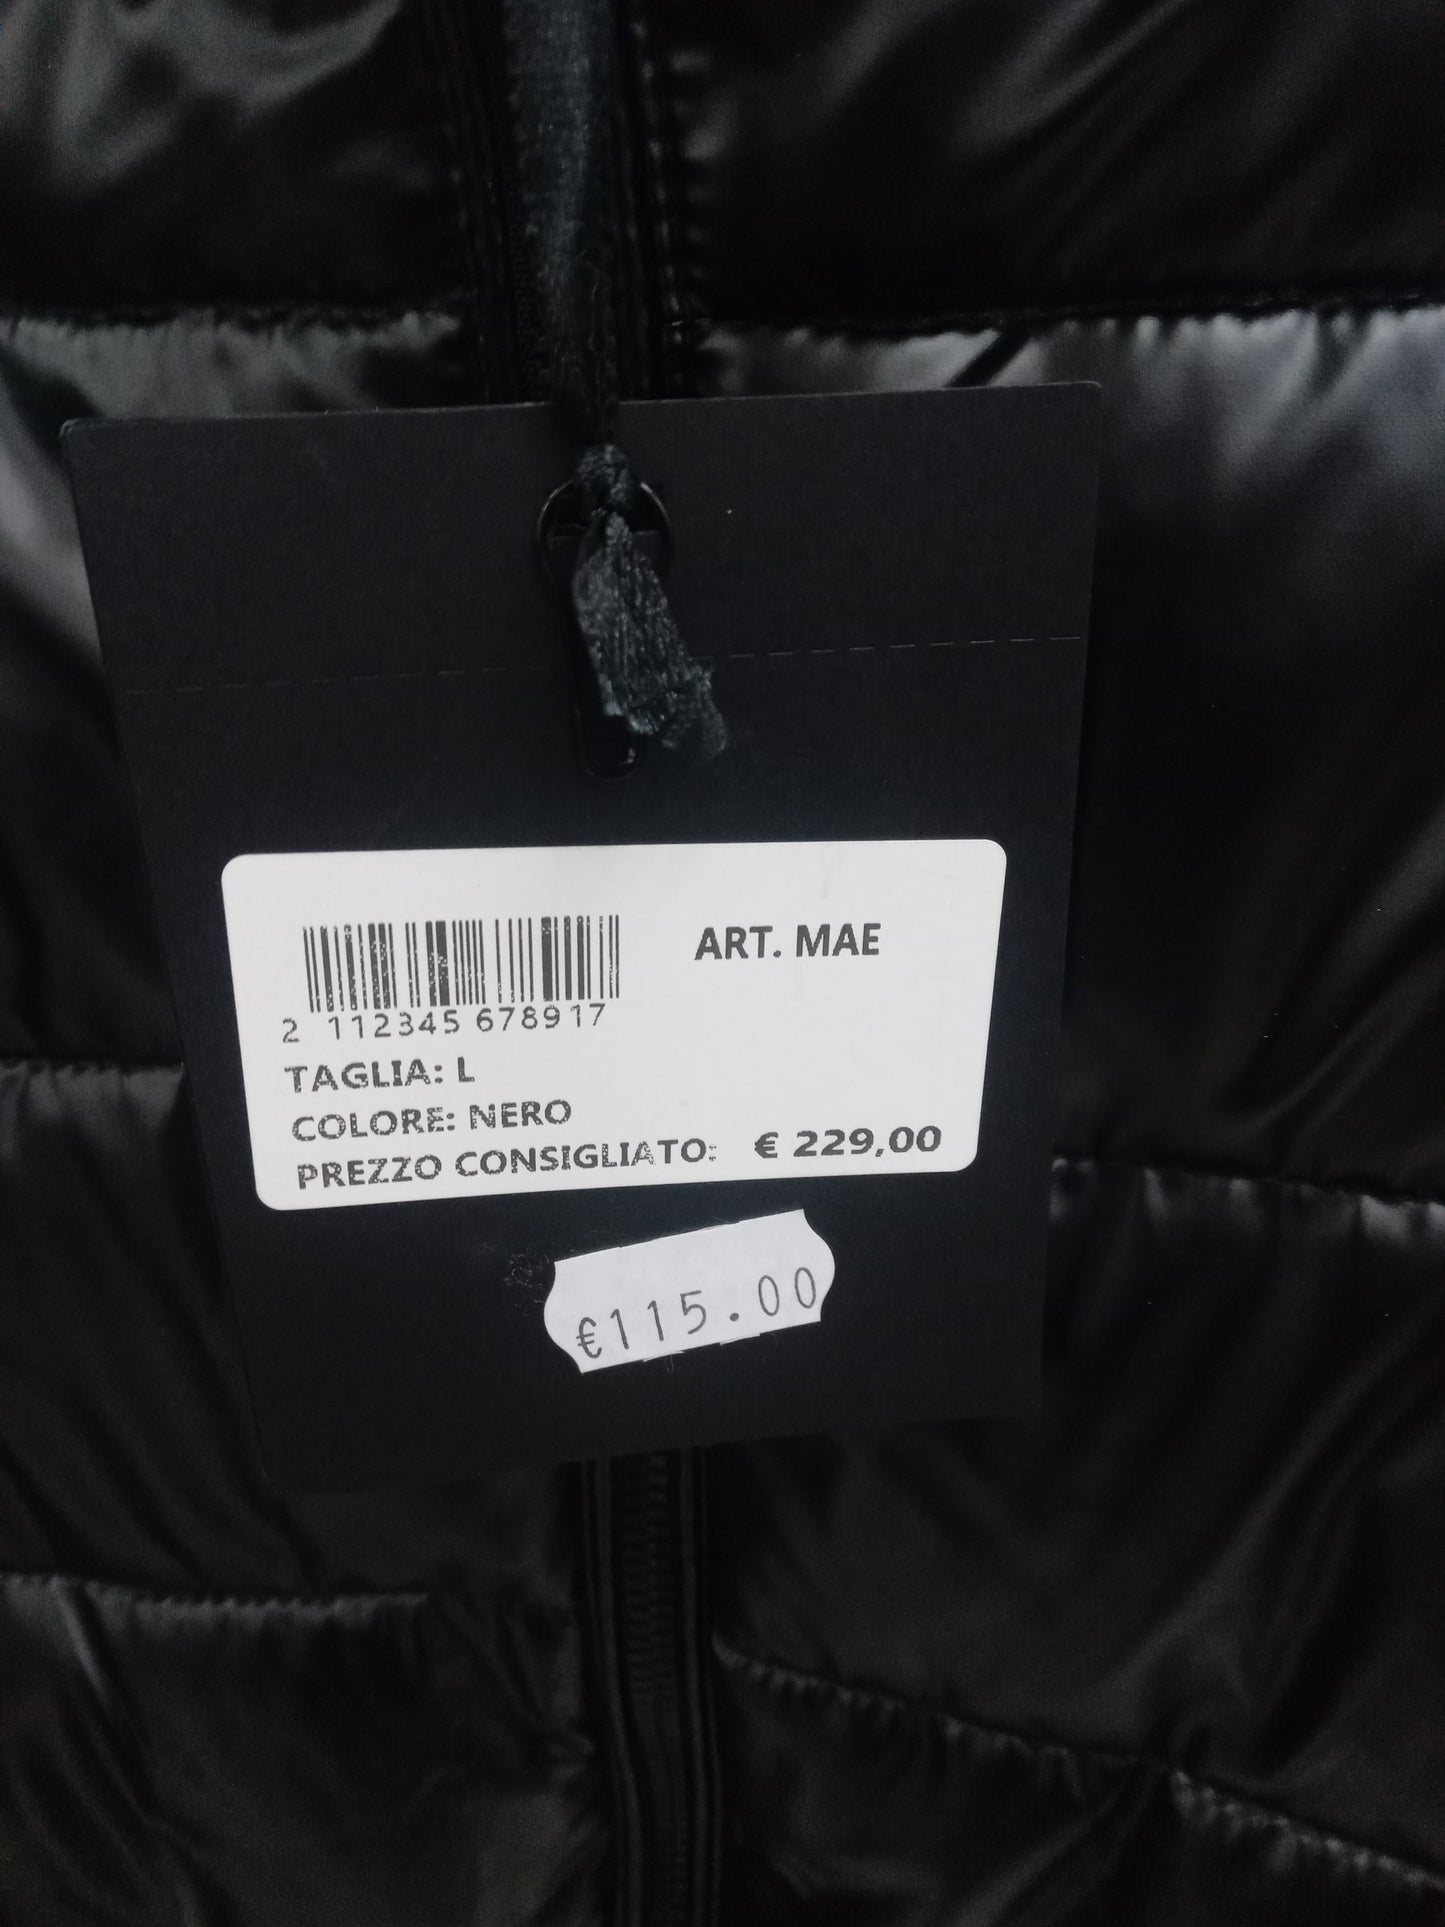 ART. MAE
2 112345 678917
TAGLIA: L
COLORE: NERO
PREZZO CONSIGLIATO: € 229,00
€115.00